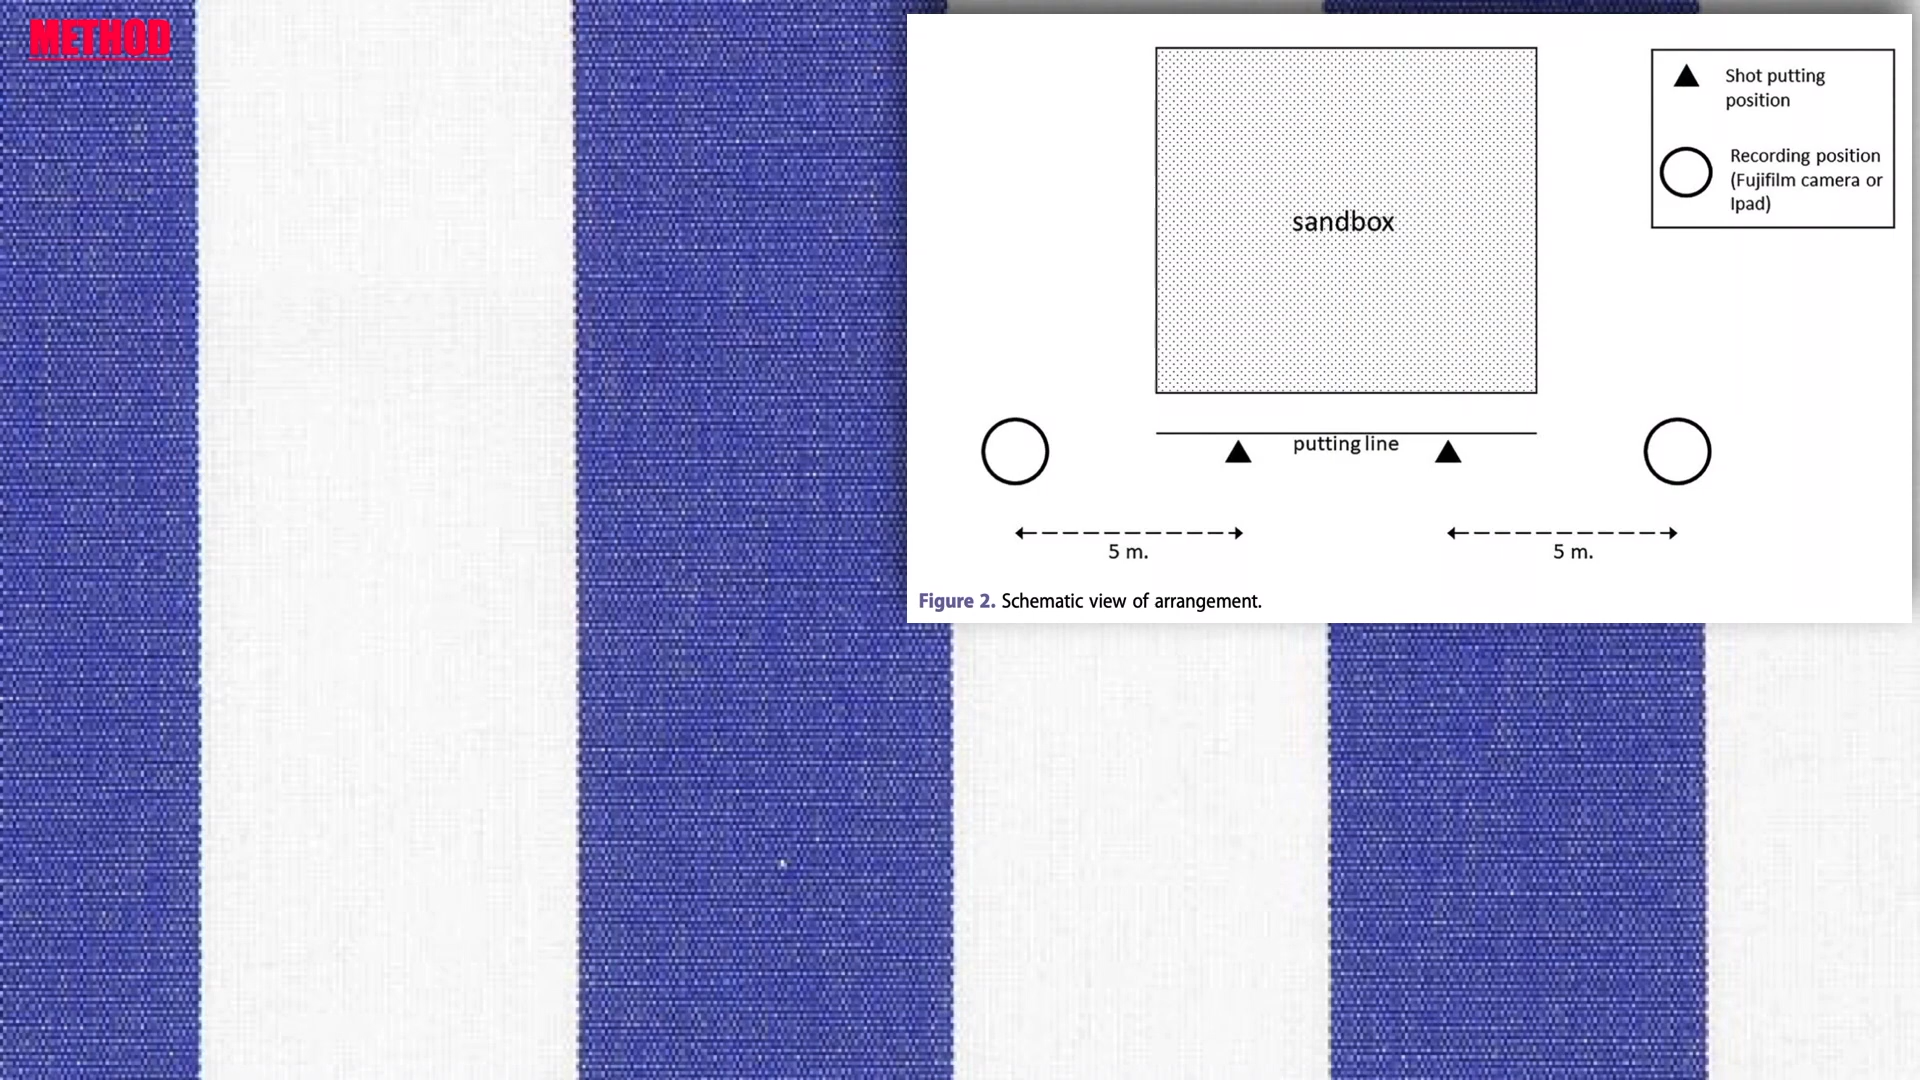 METHOD
Shot putting
position
Recording position
(Fujifilm camera or
Ipad)
sandbox
putting line
5 m.
5 m.
Figure 2. Schematic view of arrangement.